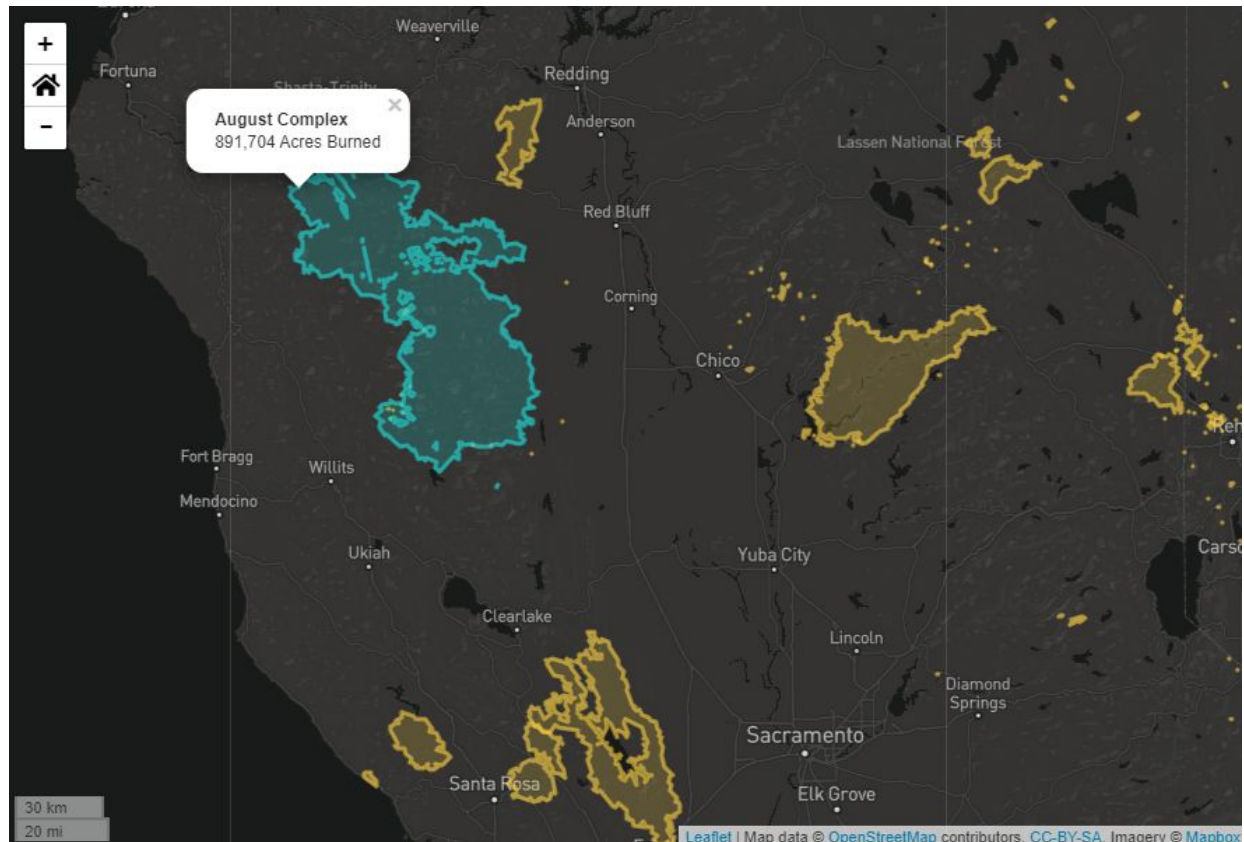 Weaverville
+
Fortuna
Redding
Shasta-Trinity
−
×
August Complex
891,704 Acres Burned
Anderson
Lassen National Forest
Red Bluff
Corning
Chico
Fort Bragg
Willits
Reno
Mendocino
Ukiah
Yuba City
Clearlake
Lincoln
Diamond
Springs
Sacramento
Santa Rosa
Elk Grove
30 km
20 mi
Leaflet | Map data © OpenStreetMap contributors, CC-BY-SA, Imagery © Mapbox